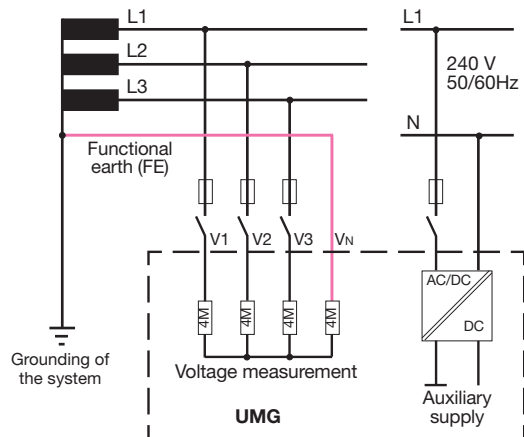 L1
L2
L3
L1
240 V
50/60Hz
N
Functional
earth (FE)
V1
V2
V3
VN
4M
4M
4M
4M
AC/DC
DC
Grounding of
the system
Voltage measurement
Auxiliary
supply
UMG